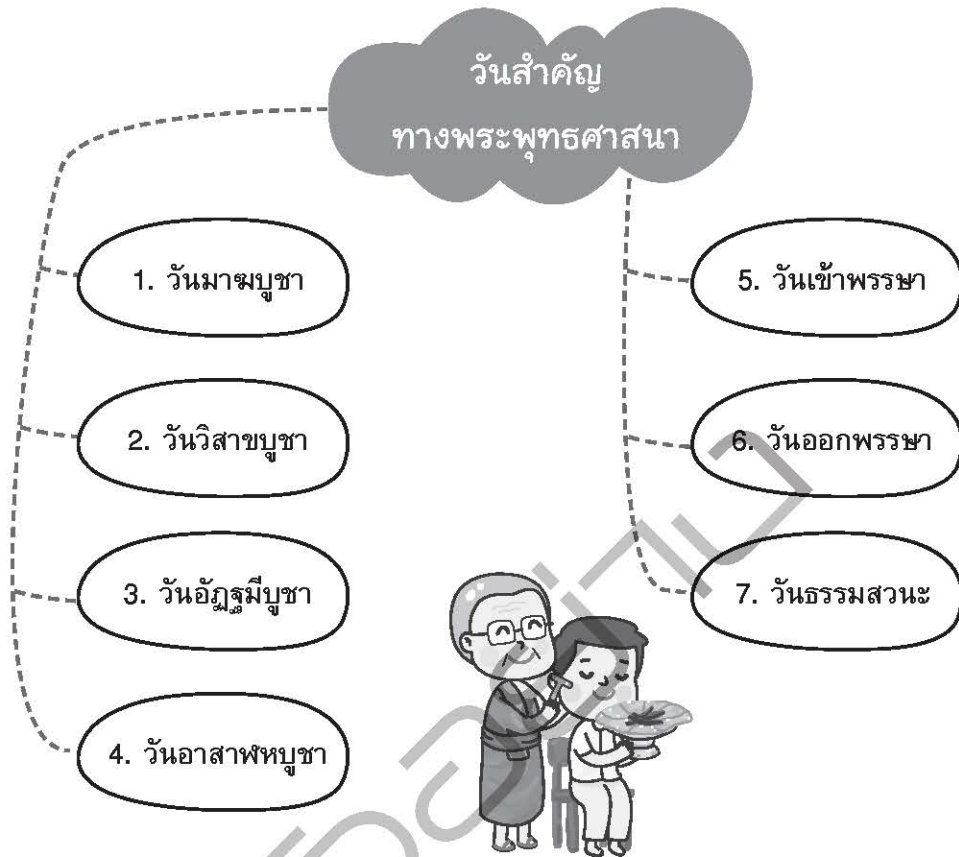 วันสำคัญ
ทางพระพุทธศาสนา
1. วันมาฆบูชา
2. วันวิสาขบูชา
3. วันอัฏฐมีบูชา
4. วันอาสาฬหบูชา
5. วันเข้าพรรษา
6. วันออกพรรษา
7. วันธรรมสวนะ